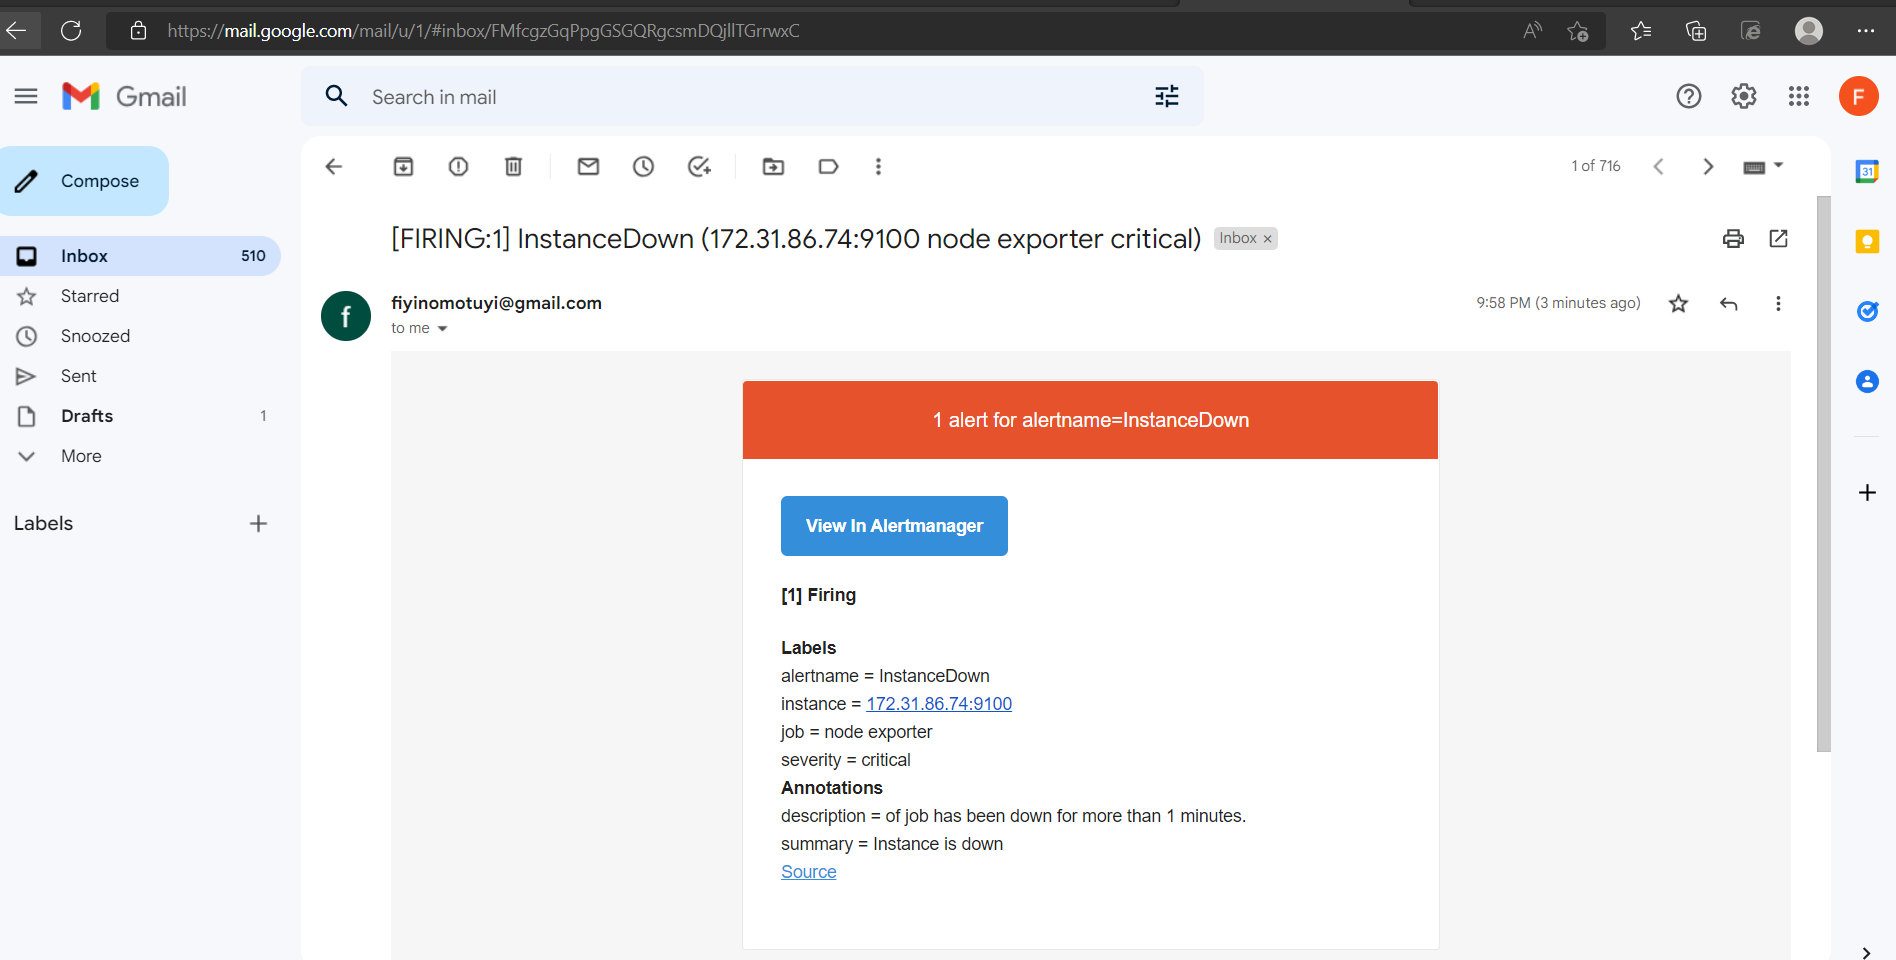 https://mail.google.com/mail/u/1/#inbox/FMfcgzGqPpgGSGQRgcsmDQjllTGrrwxC
Gmail
Search in mail
F
Compose
1 of 716
31
[FIRING:1] InstanceDown (172.31.86.74:9100 node exporter critical)
Inbox ×
Inbox 510
Starred
Snoozed
Sent
Drafts 1
More
Labels
f
fiyinomotuyi@gmail.com
9:58 PM (3 minutes ago)
to me
1 alert for alertname=InstanceDown
View In Alertmanager
[1] Firing
Labels
alertname = InstanceDown
instance = 172.31.86.74:9100
job = node exporter
severity = critical
Annotations
description = of job has been down for more than 1 minutes.
summary = Instance is down
Source